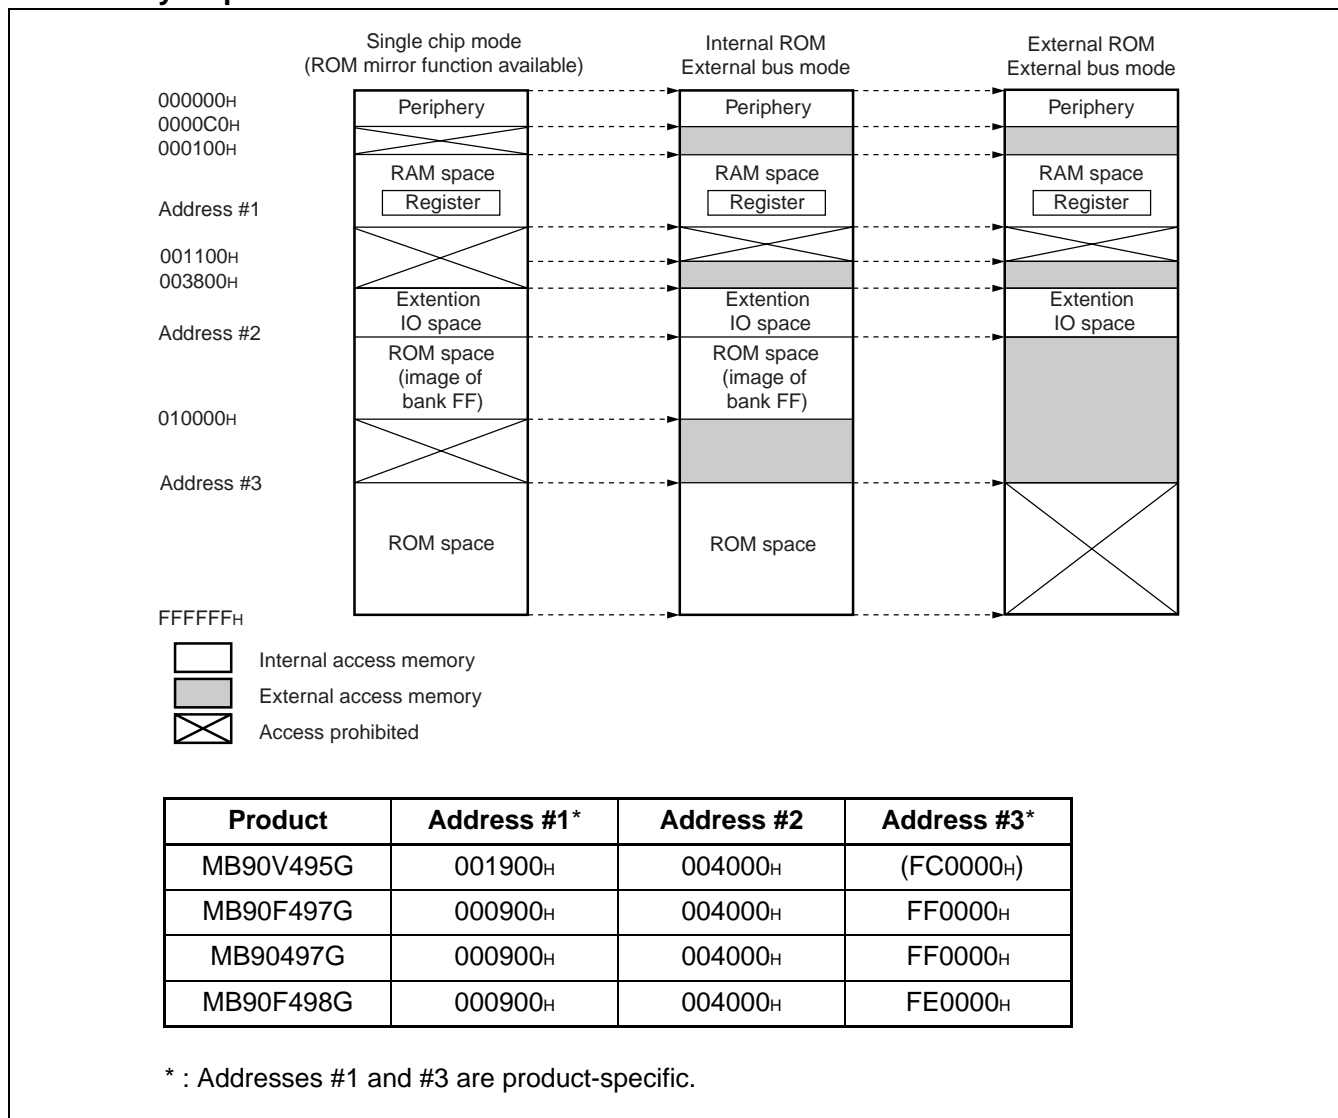 Single chip mode
(ROM mirror function available)
Internal ROM
External bus mode
External ROM
External bus mode
000000H
0000C0H
000100H
Address #1
001100H
003800H
Address #2
010000H
Address #3
FFFFFFH
Periphery
RAM space
Register
Extention
IO space
ROM space
(image of
bank FF)
ROM space
Periphery
RAM space
Register
Extention
IO space
ROM space
(image of
bank FF)
ROM space
Periphery
RAM space
Register
Extention
IO space
Internal access memory
External access memory
Access prohibited
Product Address #1* Address #2 Address #3*
MB90V495G 001900H 004000H (FC0000H)
MB90F497G 000900H 004000H FF0000H
MB90497G 000900H 004000H FF0000H
MB90F498G 000900H 004000H FE0000H
* : Addresses #1 and #3 are product-specific.